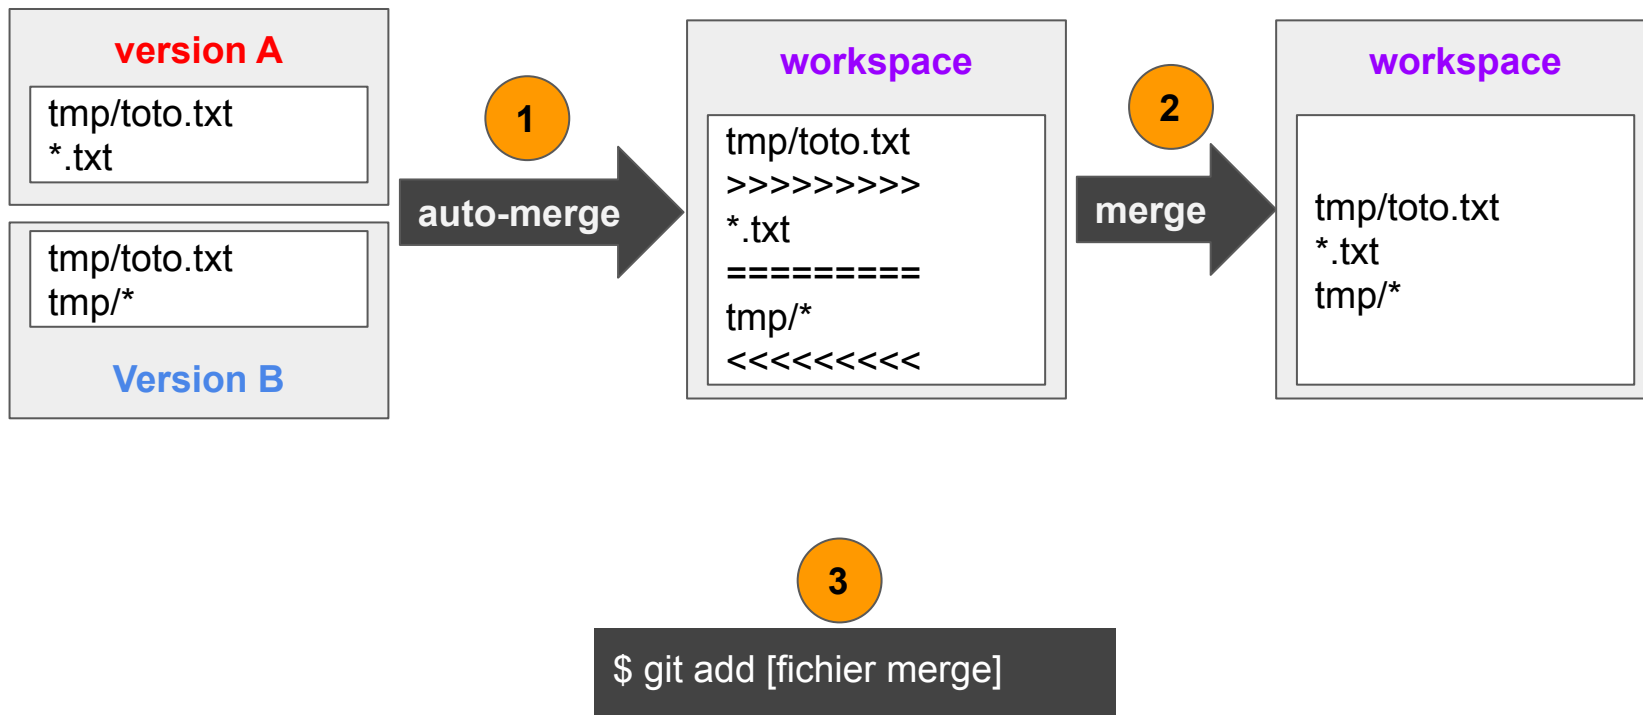 version A
tmp/toto.txt
*.txt
tmp/toto.txt
tmp/*
Version B
1
auto-merge
workspace
tmp/toto.txt
>>>>>>>>>
*.txt
=========
tmp/*
<<<<<<<<<
2
merge
workspace
tmp/toto.txt
*.txt
tmp/*
3
$ git add [fichier merge]